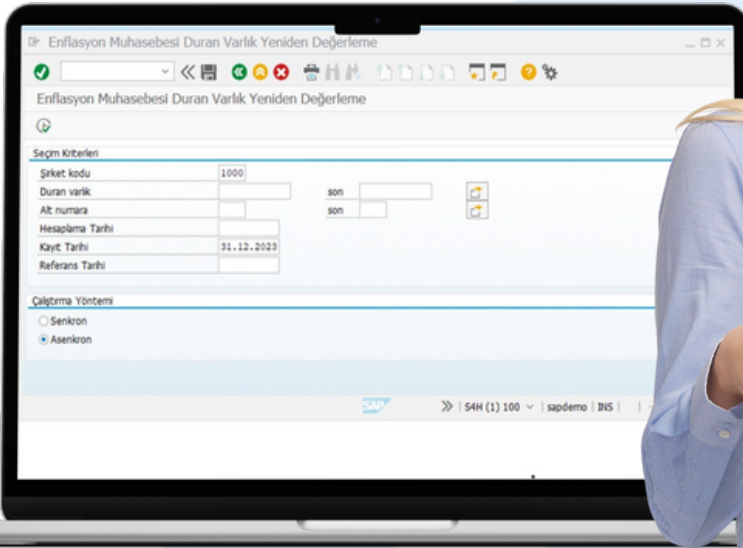 Enflasyon Muhasebesi Duran Varlık Yeniden Değerleme
Enflasyon Muhasebesi Duran Varlık Yeniden Değerleme
Seçim Kriterleri
Şirket kodu 1000
Duran varlık son
Alt numara son
Hesaplama Tarihi
Kayıt Tarihi 31.12.2023
Referans Tarihi
Çalıştırma Yöntemi
Senkron
Asenkron
SAP S4H (1) 100 sapdemo INS